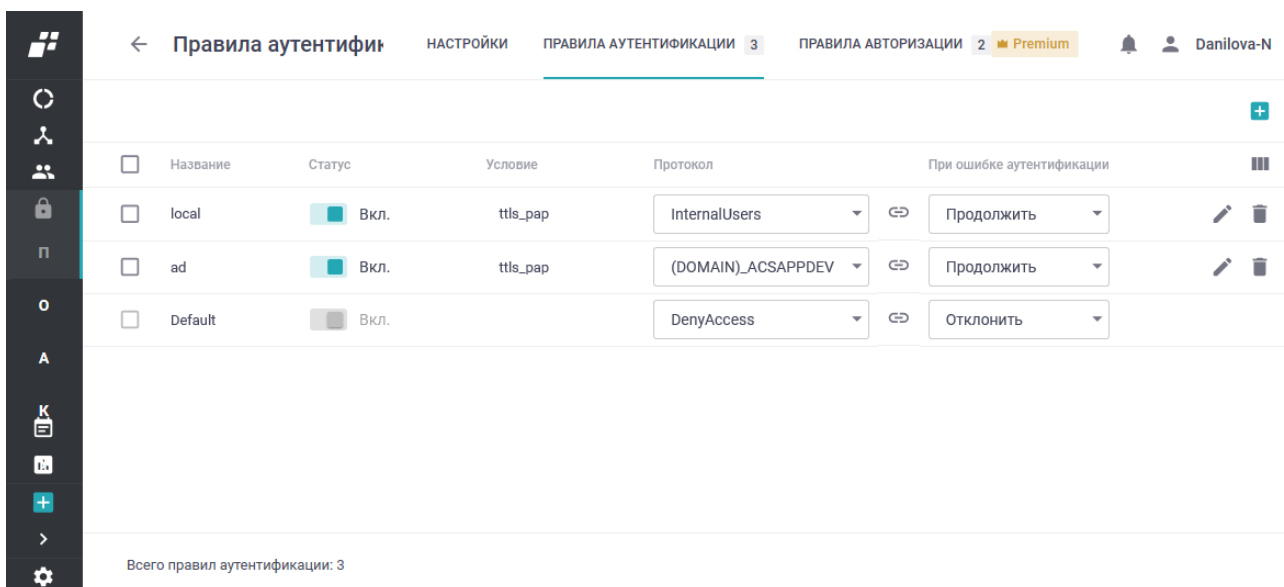 Правила аутентифи
НАСТРОЙКИ
ПРАВИЛА АУТЕНТИФИКАЦИИ 3
ПРАВИЛА АВТОРИЗАЦИИ 2 Premium
Danilova-N
Название Статус Условие Протокол При ошибке аутентификации
local Вкл. ttls_pap InternalUsers Продолжить
ad Вкл. ttls_pap (DOMAIN)_ACSAPPDEV Продолжить
Default Вкл. DenyAccess Отклонить
П
О
А
К
Всего правил аутентификации: 3